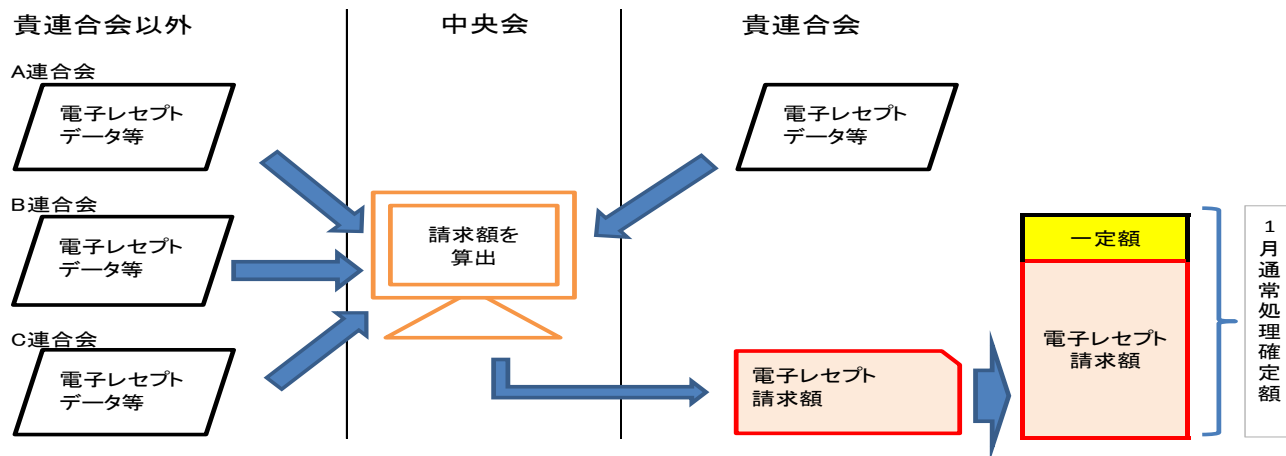 貴連合会以外
中央会
貴連合会
A連合会
電子レセプト
データ等
B連合会
電子レセプト
データ等
C連合会
電子レセプト
データ等
請求額を
算出
電子レセプト
データ等
電子レセプト
請求額
一定額
電子レセプト
請求額
1月通常処理確定額